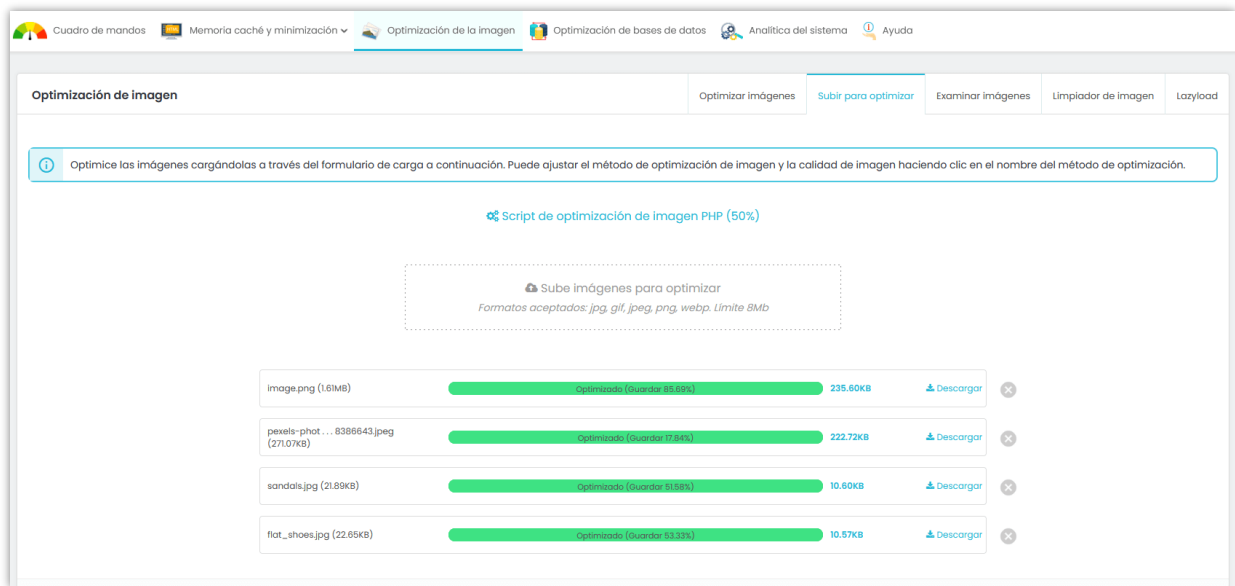 Cuadro de mandos
Memoria caché y minimización
Optimización de la imagen
Optimización de bases de datos
Analítica del sistema
Ayuda
Optimización de imagen
Optimizar imágenes
Subir para optimizar
Examinar imágenes
Limpiador de imagen
Lazyload
Optimice las imágenes cargándolas a través del formulario de carga a continuación. Puede ajustar el método de optimización de imagen y la calidad de imagen haciendo clic en el nombre del método de optimización.
Script de optimización de imagen PHP (50%)
Sube imágenes para optimizar
Formatos aceptados: jpg, gif, jpeg, png, webp. Límite 8Mb
image.png (1.61MB)
Optimizado (Guardar 85.69%)
235.60KB
Descargar
pexels-phot . . . 8386643.jpeg
(271.07KB)
Optimizado (Guardar 17.84%)
222.72KB
Descargar
sandals.jpg (21.89KB)
Optimizado (Guardar 51.58%)
10.60KB
Descargar
flat_shoes.jpg (22.65KB)
Optimizado (Guardar 53.33%)
10.57KB
Descargar